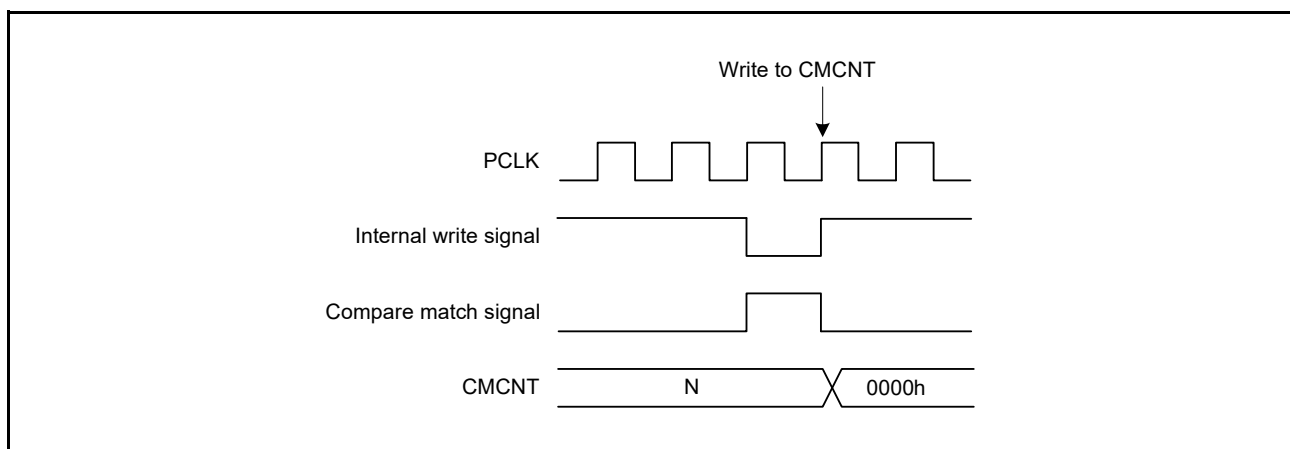 Write to CMCNT
PCLK
Internal write signal
Compare match signal
CMCNT
N
0000h